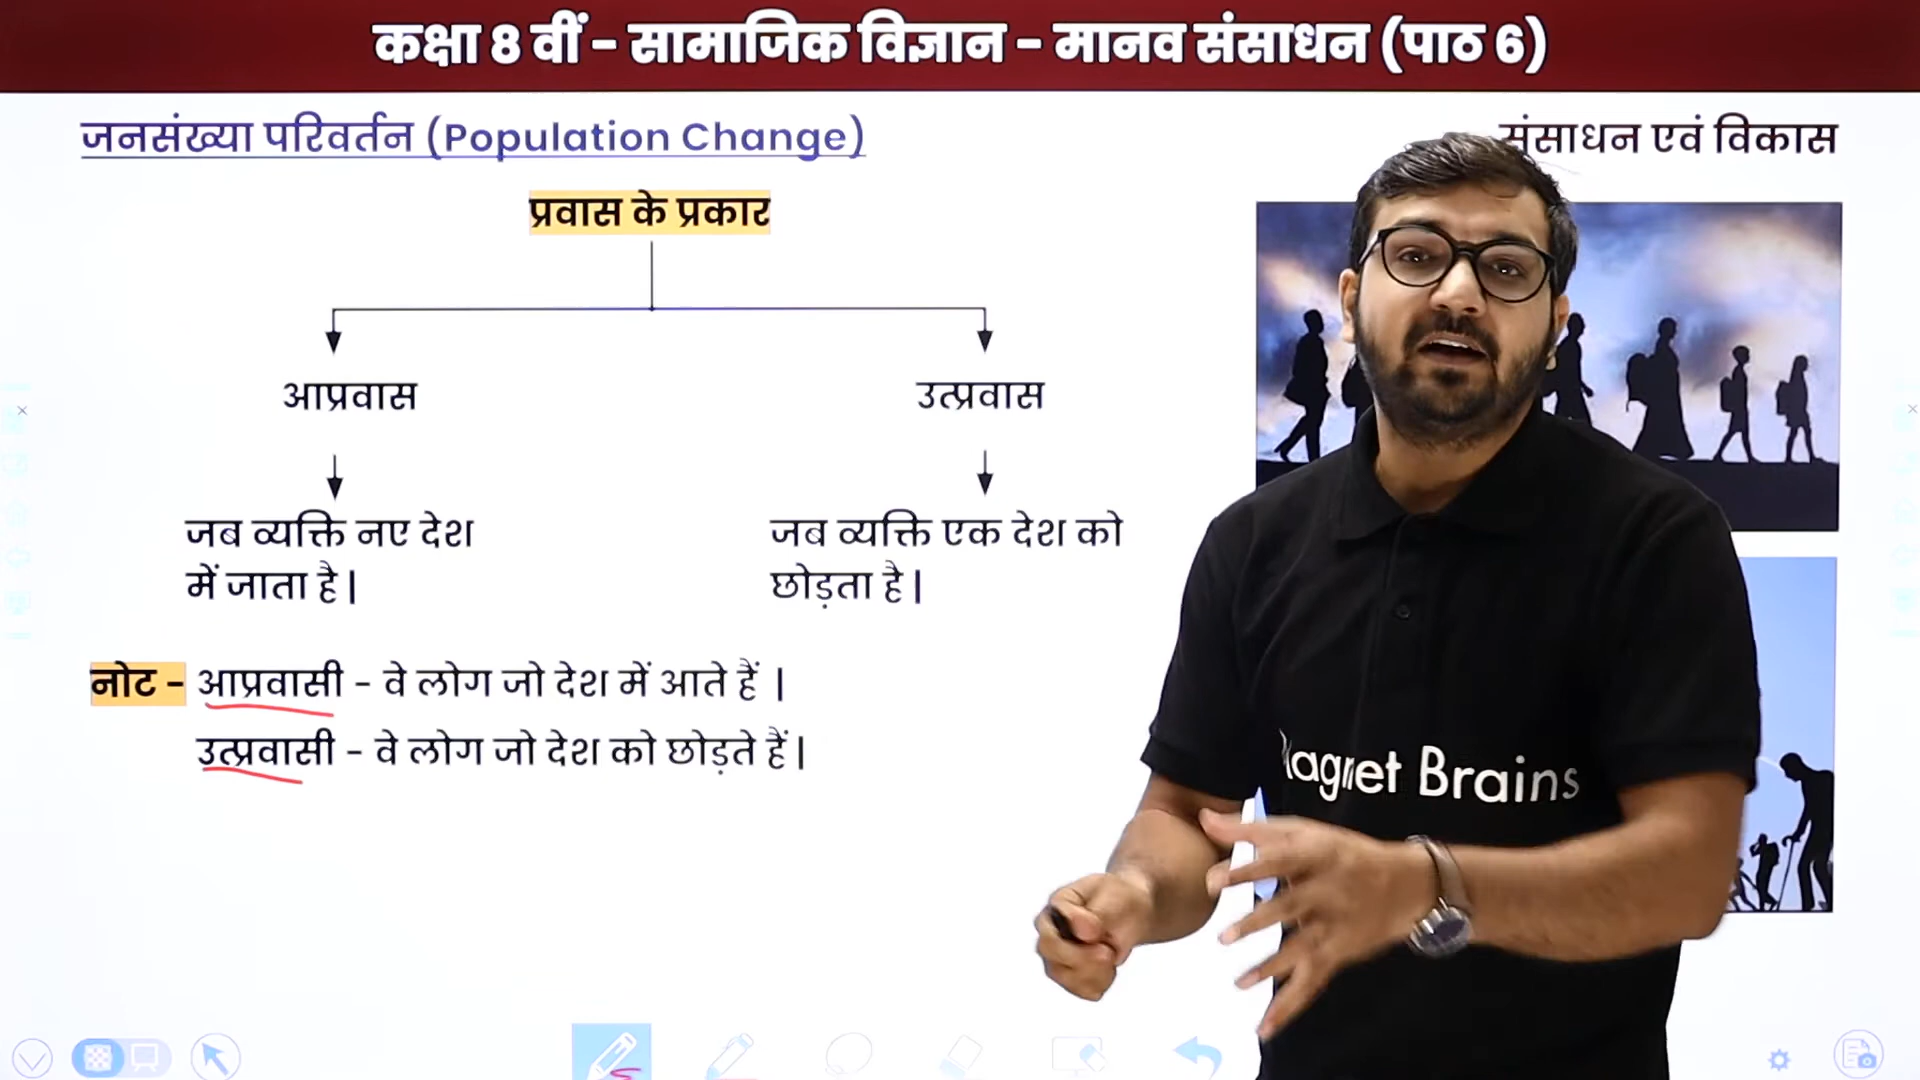 कक्षा 8 वीं - सामाजिक विज्ञान - मानव संसाधन (पाठ 6)
जनसंख्या परिवर्तन (Population Change)
संसाधन एवं विकास
प्रवास के प्रकार
आप्रवास
उत्प्रवास
जब व्यक्ति नए देश
में जाता है |
जब व्यक्ति एक देश को
छोड़ता है |
नोट - आप्रवासी - वे लोग जो देश में आते हैं |
उत्प्रवासी - वे लोग जो देश को छोड़ते हैं |
Magnet Brains